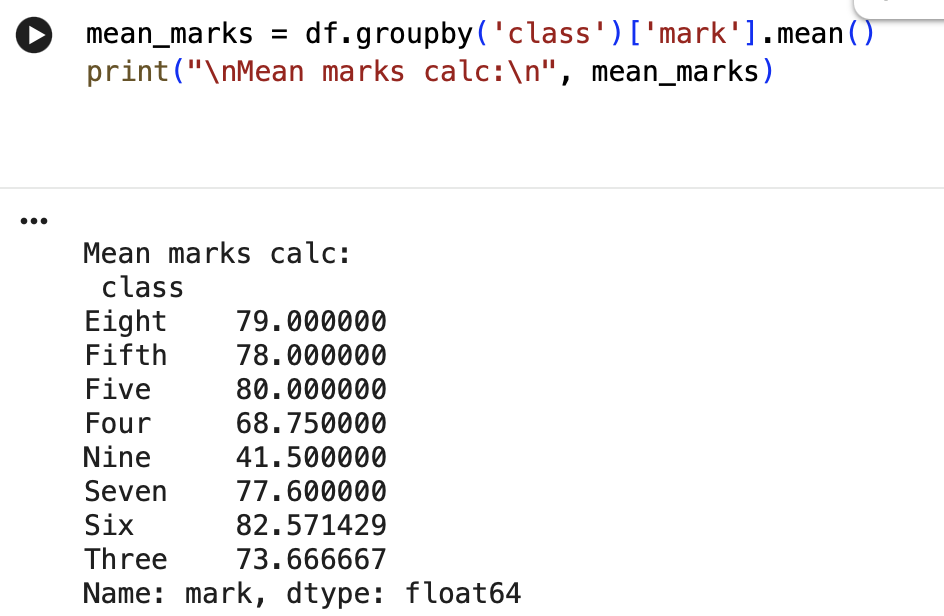 mean_marks = df.groupby('class')['mark'].mean()
print("\nMean marks calc:\n", mean_marks)
•••
Mean marks calc:
 class
Eight    79.000000
Fifth    78.000000
Five     80.000000
Four     68.750000
Nine     41.500000
Seven    77.600000
Six      82.571429
Three    73.666667
Name: mark, dtype: float64